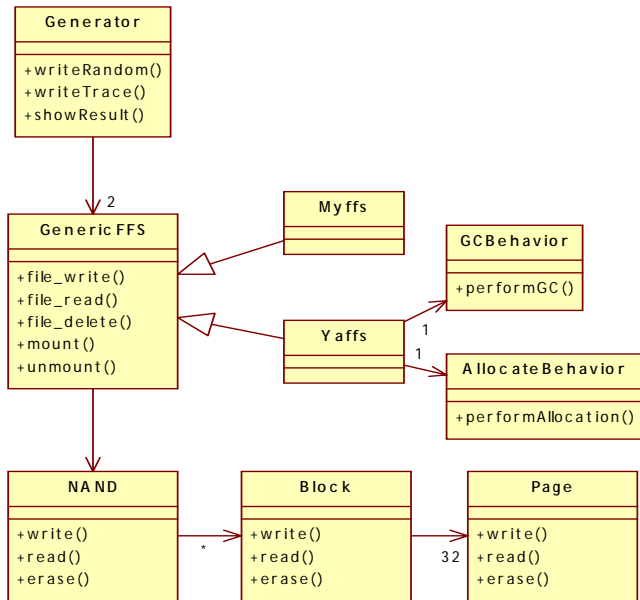 Generator
+writeRandom()
+writeTrace()
+showResult()
2
GenericFFS
+file_write()
+file_read()
+file_delete()
+mount()
+unmount()
Myffs
Yaffs
1
1
GCBehavior
+performGC()
AllocateBehavior
+performAllocation()
NAND
+write()
+read()
+erase()
*
Block
+write()
+read()
+erase()
32
Page
+write()
+read()
+erase()